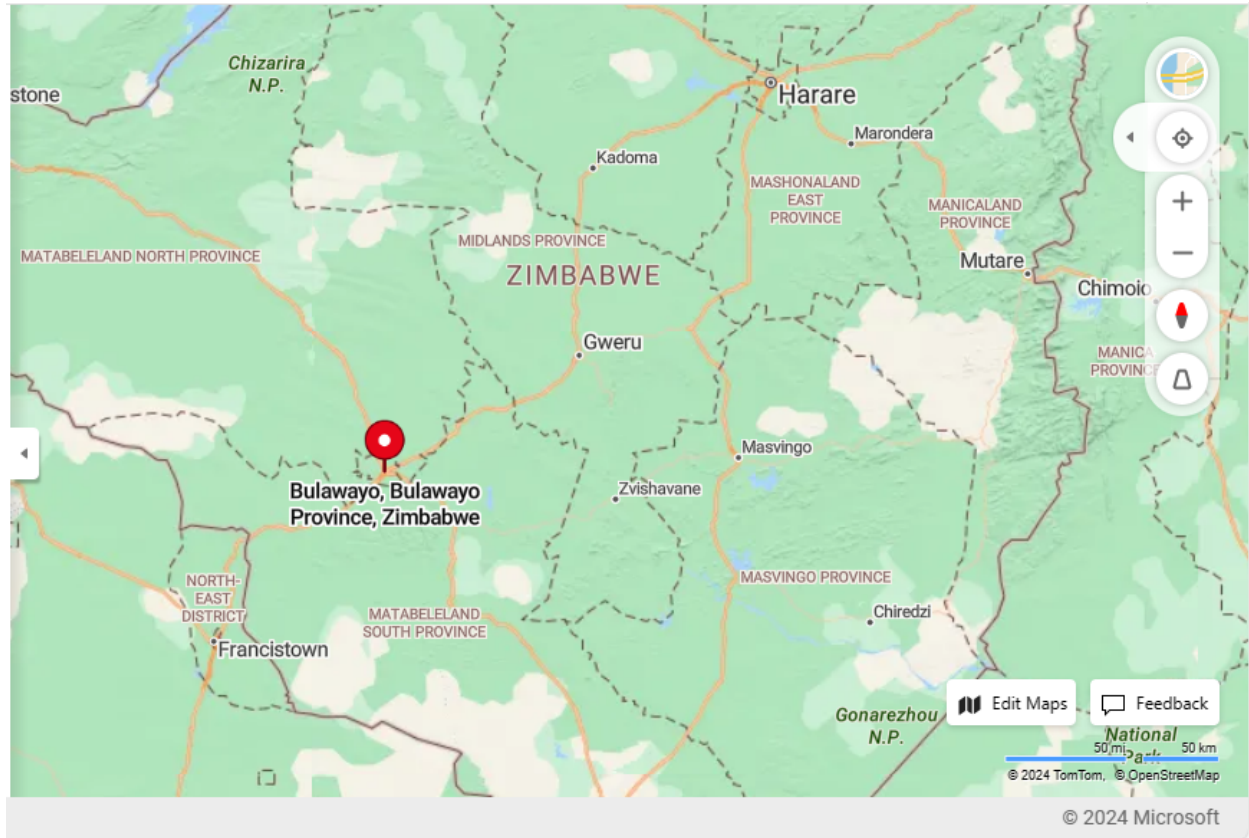 Chizarira
N.P.
stone
Harare
Marondera
Kadoma
MASHONALAND
EAST
PROVINCE
MANICALAND
PROVINCE
MIDLANDS PROVINCE
MATABELELAND NORTH PROVINCE
ZIMBABWE
Mutare
Chimoio
Gweru
MANICA
PROVINCE
Masvingo
Bulawayo, Bulawayo
Province, Zimbabwe
Zvishavane
NORTH-
EAST
DISTRICT
MASVINGO PROVINCE
MATABELELAND
SOUTH PROVINCE
Chiredzi
Francistown
Edit Maps
Feedback
Gonarezhou
N.P.
National
Park
50 mi
50 km
© 2024 TomTom, © OpenStreetMap
© 2024 Microsoft